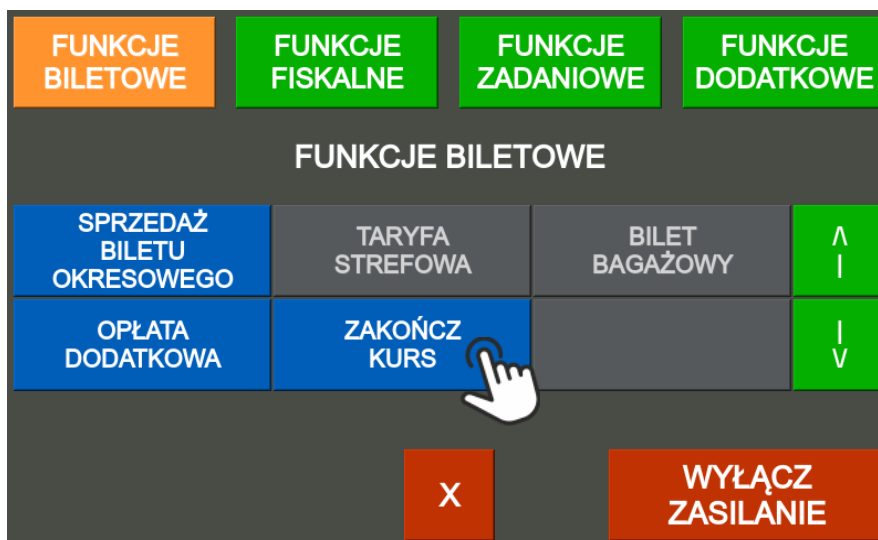 FUNKCJE
BILETOWE
FUNKCJE
FISKALNE
FUNKCJE
ZADANIOWE
FUNKCJE
DODATKOWE
FUNKCJE BILETOWE
SPRZEDAŻ
BILETU
OKRESOWEGO
TARYFA
STREFOWA
BILET
BAGAŻOWY
OPŁATA
DODATKOWA
ZAKOŃCZ
KURS
X
WYŁĄCZ
ZASILANIE